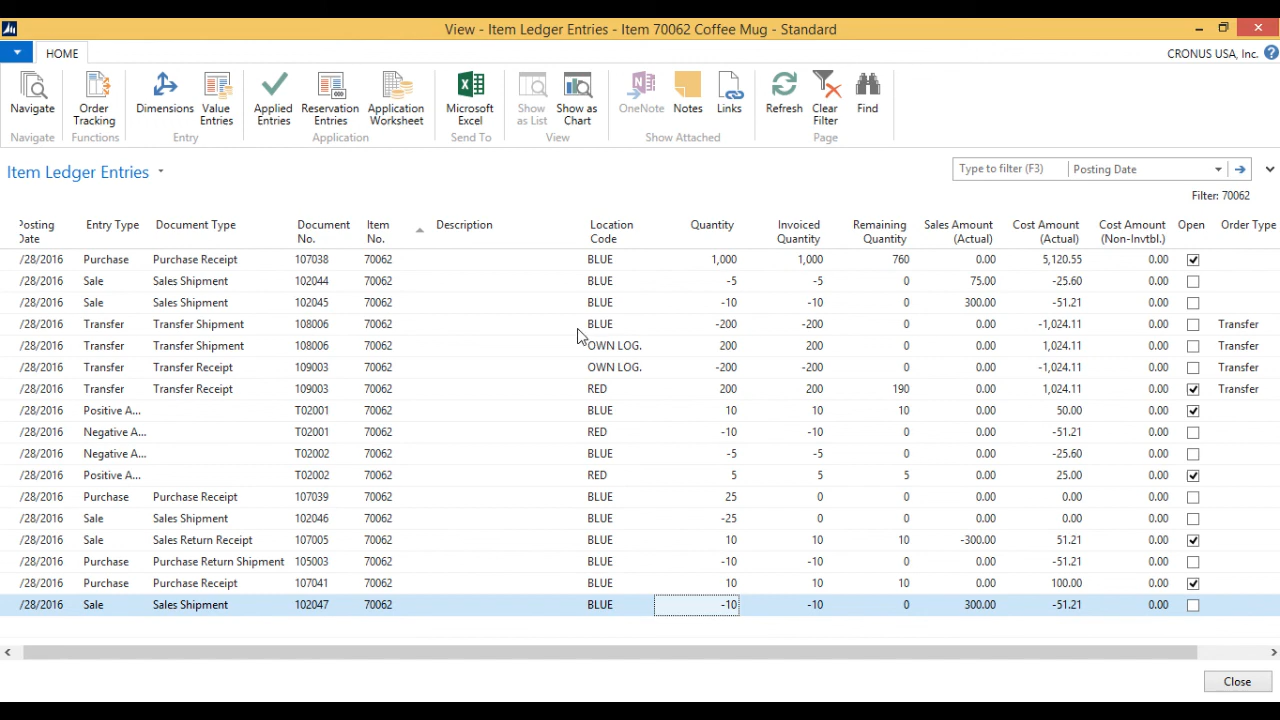 View - Item Ledger Entries - Item 70062 Coffee Mug - Standard
HOME
CRONUS USA, Inc.
Navigate
Order Tracking
Dimensions
Value Entries
Applied Entries
Reservation Entries
Application Worksheet
Microsoft Excel
Show as List
Show as Chart
OneNote
Notes
Links
Refresh
Clear Filter
Find
Navigate
Functions
Entry
Application
Send To
View
Show Attached
Page
Item Ledger Entries
Type to filter (F3)
Posting Date
Filter: 70062
Posting Date Entry Type Document Type Document No. Item No. Description Location Code Quantity Invoiced Quantity Remaining Quantity Sales Amount (Actual) Cost Amount (Actual) Cost Amount (Non-Invtbl.) Open Order Type
/28/2016 Purchase Purchase Receipt 107038 70062 BLUE 1,000 1,000 760 0.00 5,120.55 0.00
/28/2016 Sale Sales Shipment 102044 70062 BLUE -5 -5 0 75.00 -25.60 0.00
/28/2016 Sale Sales Shipment 102045 70062 BLUE -10 -10 0 300.00 -51.21 0.00
/28/2016 Transfer Transfer Shipment 108006 70062 BLUE -200 -200 0 0.00 -1,024.11 0.00 Transfer
/28/2016 Transfer Transfer Shipment 108006 70062 OWN LOG. 200 200 0 0.00 1,024.11 0.00 Transfer
/28/2016 Transfer Transfer Receipt 109003 70062 OWN LOG. -200 -200 0 0.00 -1,024.11 0.00 Transfer
/28/2016 Transfer Transfer Receipt 109003 70062 RED 200 200 190 0.00 1,024.11 0.00 Transfer
/28/2016 Positive A... T02001 70062 BLUE 10 10 10 0.00 50.00 0.00
/28/2016 Negative A... T02001 70062 RED -10 -10 0 0.00 -51.21 0.00
/28/2016 Negative A... T02002 70062 BLUE -5 -5 0 0.00 -25.60 0.00
/28/2016 Positive A... T02002 70062 RED 5 5 5 0.00 25.00 0.00
/28/2016 Purchase Purchase Receipt 107039 70062 BLUE 25 0 0 0.00 0.00 0.00
/28/2016 Sale Sales Shipment 102046 70062 BLUE -25 0 0 0.00 0.00 0.00
/28/2016 Sale Sales Return Receipt 107005 70062 BLUE 10 10 10 -300.00 51.21 0.00
/28/2016 Purchase Purchase Return Shipment 105003 70062 BLUE -10 -10 0 0.00 -51.21 0.00
/28/2016 Purchase Purchase Receipt 107041 70062 BLUE 10 10 10 0.00 100.00 0.00
/28/2016 Sale Sales Shipment 102047 70062 BLUE -10 -10 0 300.00 -51.21 0.00
Close